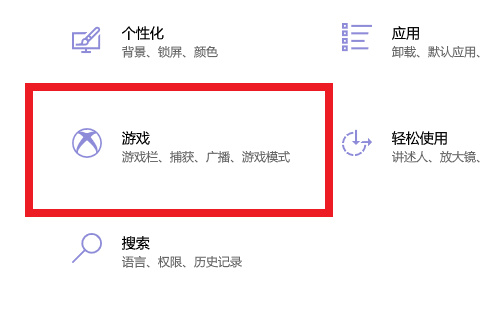 个性化
背景、锁屏、颜色
应用
卸载、默认应用、
游戏
游戏栏、捕获、广播、游戏模式
轻松使用
讲述人、放大镜、
搜索
语言、权限、历史记录